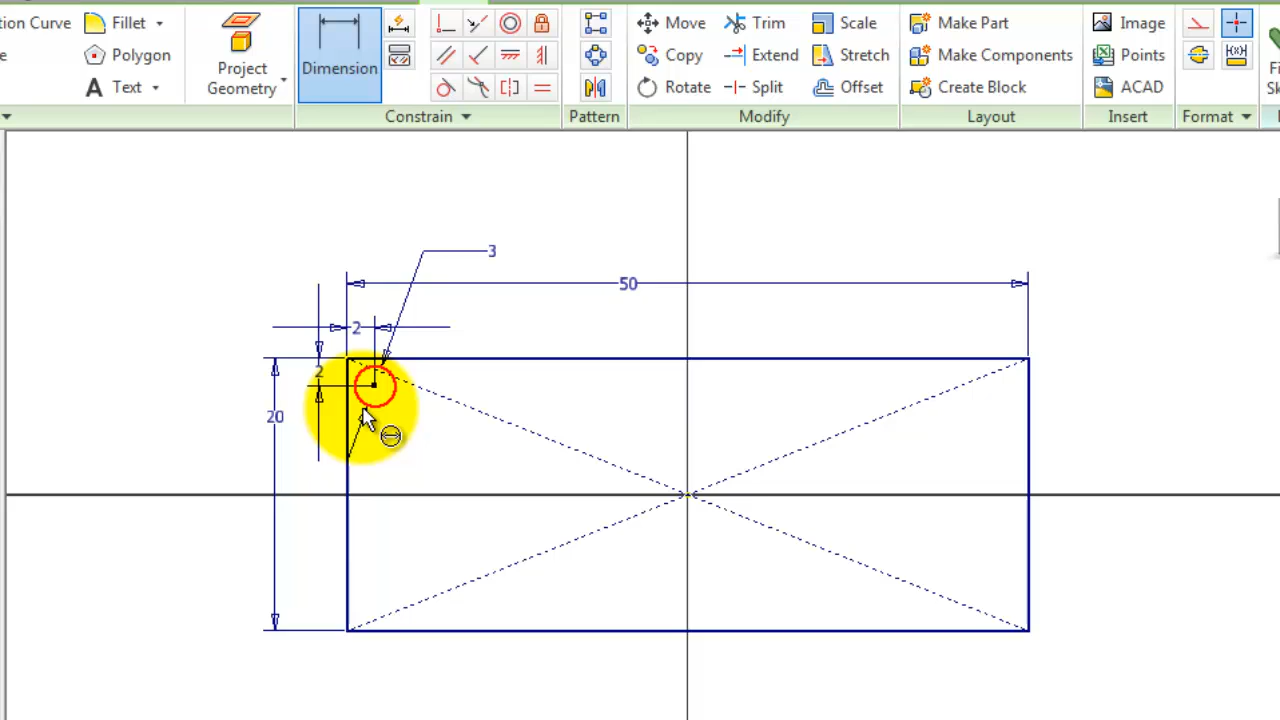 tion Curve Fillet Trim Scale Make Part Image
e Polygon Move Extend Stretch Make Components Points
Text Project Geometry Dimension Copy Split Offset Create Block ACAD
Rotate
Constrain Pattern Modify Layout Insert Format
3
50
2
2
20